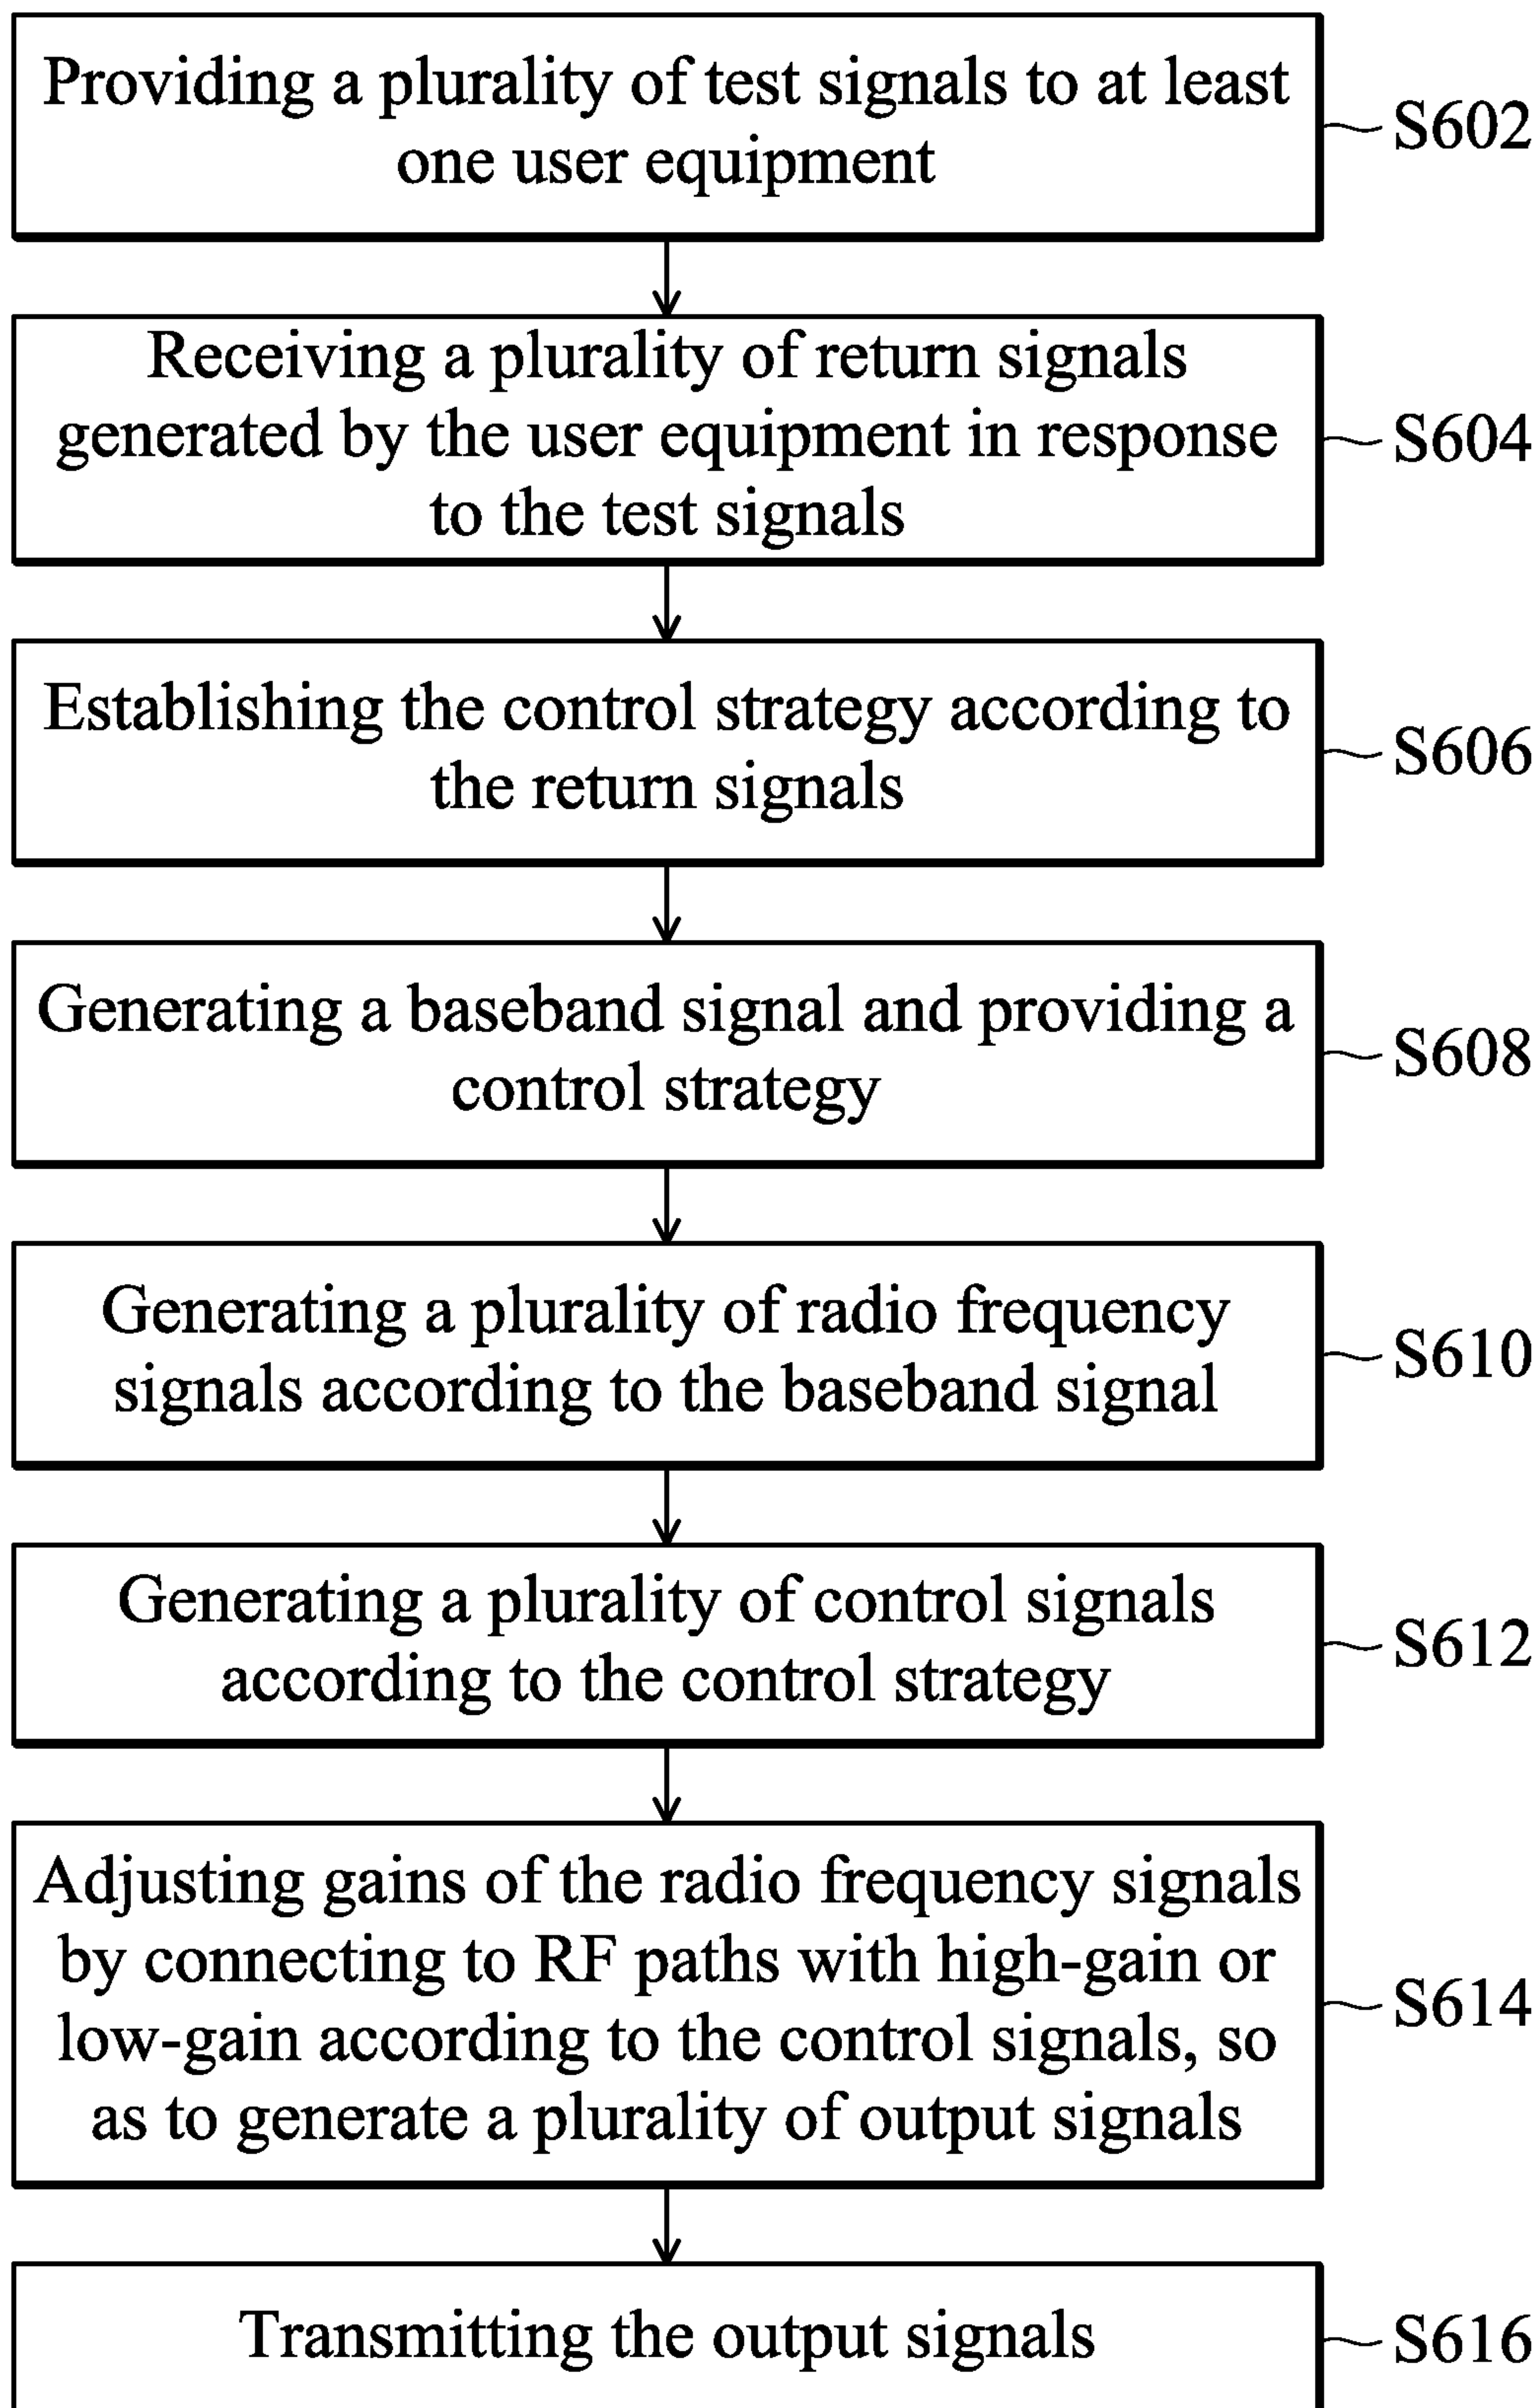 Providing a plurality of test signals to at least
one user equipment
S602
Receiving a plurality of return signals
generated by the user equipment in response
to the test signals
S604
Establishing the control strategy according to
the return signals
S606
Generating a baseband signal and providing a
control strategy
S608
Generating a plurality of radio frequency
signals according to the baseband signal
S610
Generating a plurality of control signals
according to the control strategy
S612
Adjusting gains of the radio frequency signals
by connecting to RF paths with high-gain or
low-gain according to the control signals, so
as to generate a plurality of output signals
S614
Transmitting the output signals
S616